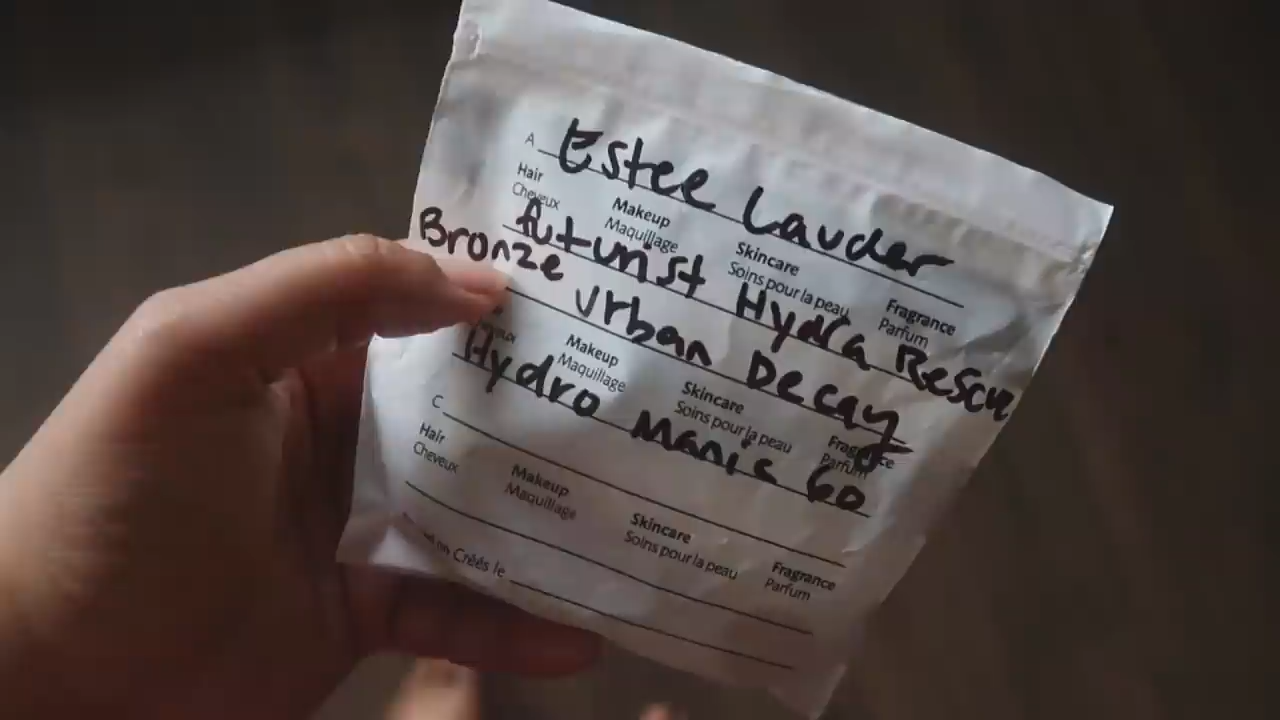 A Estee Lauder
Hair Makeup Skincare Fragrance
Cheveux Maquillage Soins pour la peau Parfum
futurist Hydra Rescue
Bronze
Urban Decay
Makeup Skincare Fragrance
Maquillage Soins pour la peau Parfum
Hydro Manic 60
C
Hair Makeup Skincare Fragrance
Cheveux Maquillage Soins pour la peau Parfum
Créés le